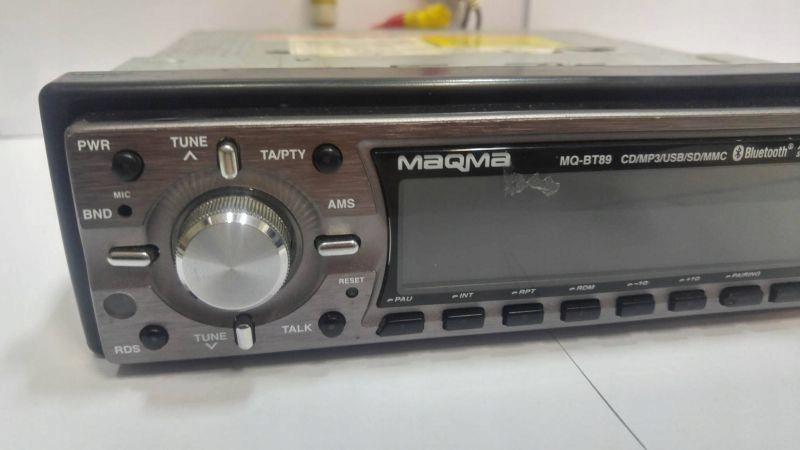 PWR
TUNE
TA/PTY
MIC
BND
AMS
RESET
RDS
TUNE
TALK
MAQMA
MQ-BT89 CD/MP3/USB/SD/MMC Bluetooth®
PAU INT RPT RDM -10 +10 PAIRING